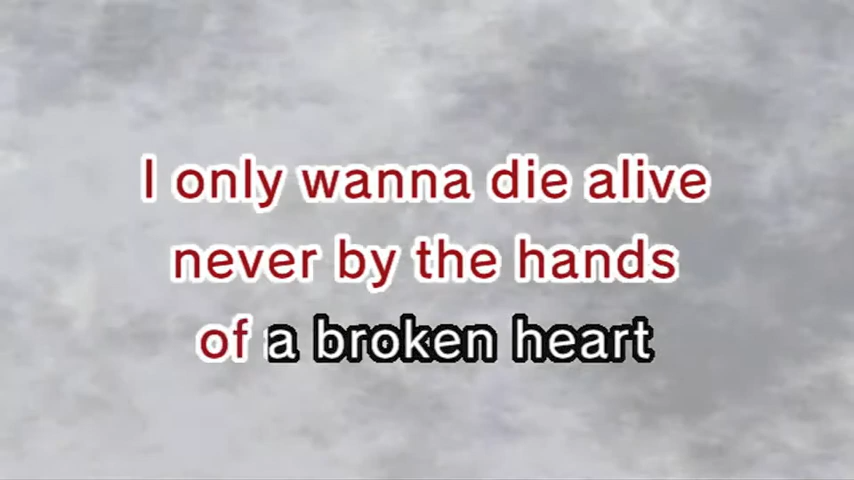 I only wanna die alive
never by the hands
of a broken heart